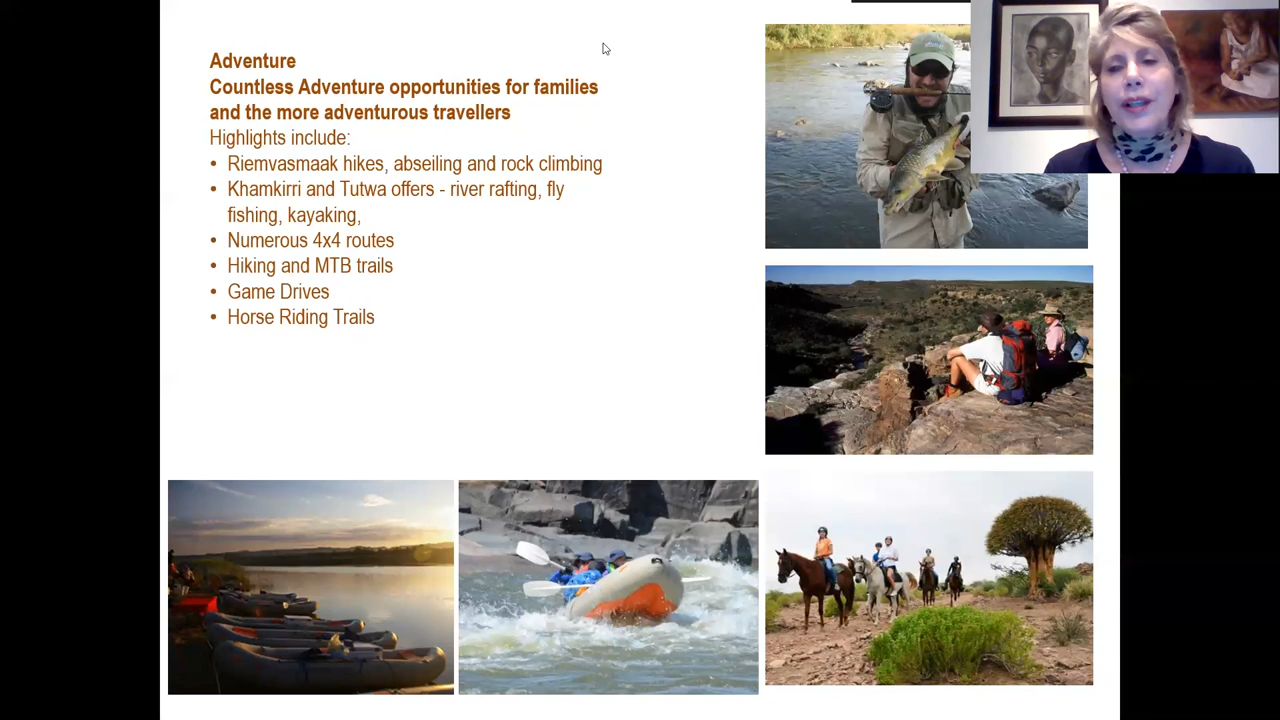 Adventure
Countless Adventure opportunities for families
and the more adventurous travellers
Highlights include:
• Riemvasmaak hikes, abseiling and rock climbing
• Khamkirri and Tutwa offers - river rafting, fly
fishing, kayaking,
• Numerous 4x4 routes
• Hiking and MTB trails
• Game Drives
• Horse Riding Trails